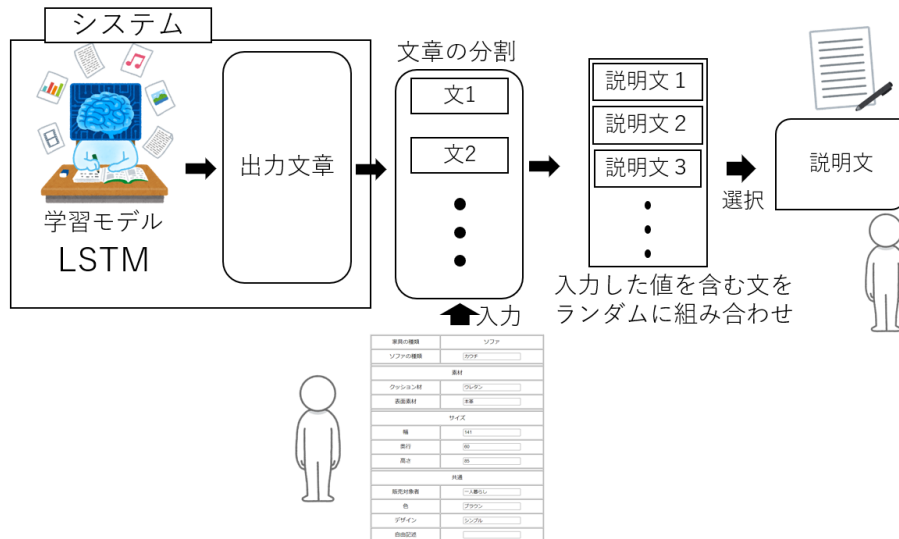 システム
学習モデル
LSTM
出力文章
文章の分割
文1
文2
入力
説明文１
説明文２
説明文３
入力した値を含む文を
ランダムに組み合わせ
選択
説明文
家具の種類 ソファ
ソファの種類 カウチ
素材
クッション材 ウレタン
表面素材 本革
サイズ
幅 141
奥行 60
高さ
共通
販売対象者 一人暮らし
色 ブラウン
デザイン シンプル
自由記述